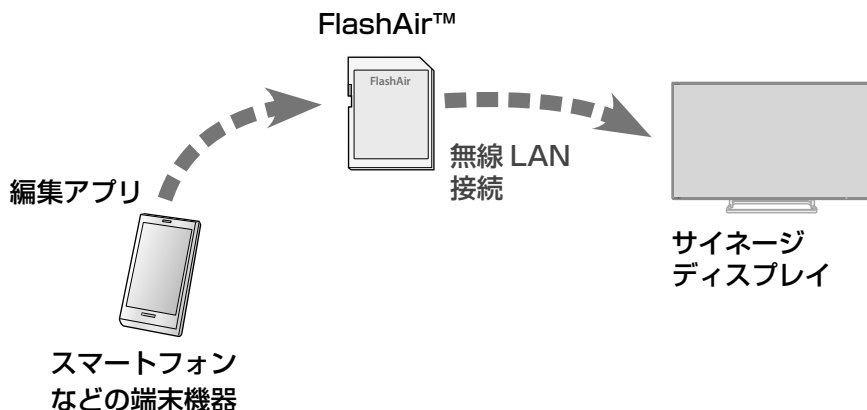 FlashAir™
FlashAir
無線 LAN
接続
編集アプリ
サイネージ
ディスプレイ
スマートフォン
などの端末機器